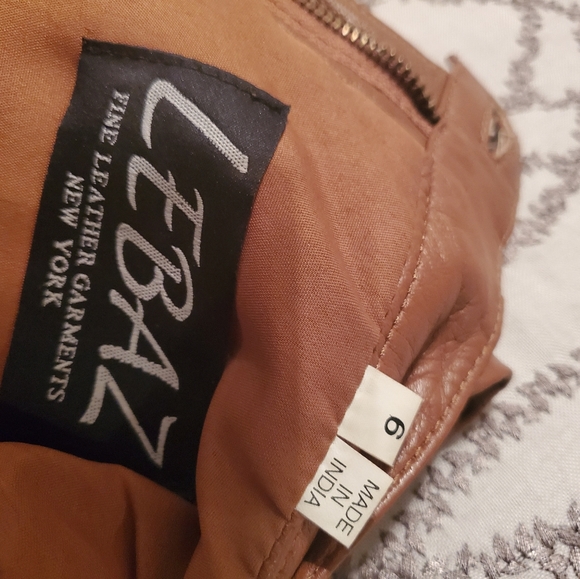 LEBAZ
FINE LEATHER GARMENTS
NEW YORK
6
MADE
IN
INDIA